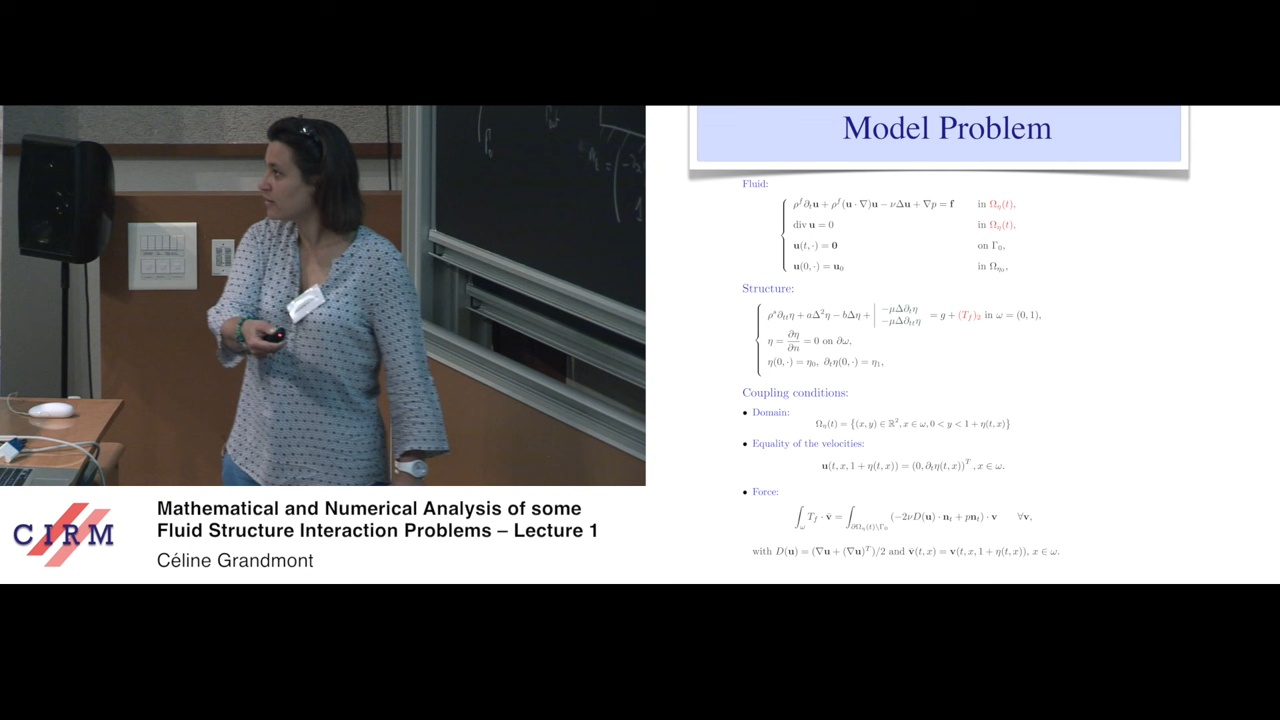 Model Problem
Fluid:
ρ^f ∂_t u + ρ^f (u · ∇)u − νΔu + ∇p = f in Ω_η(t),
div u = 0 in Ω_η(t),
u(t, ·) = 0 on Γ_0,
u(0, ·) = u_0 in Ω_{η_0},
Structure:
ρ^s ∂_{tt} η + aΔ²η − bΔη + | −μΔ∂_t η
−μΔ∂_{tt} η = g + (T_f)_2 in ω = (0, 1),
η = ∂η/∂n = 0 on ∂ω,
η(0, ·) = η_0, ∂_t η(0, ·) = η_1,
Coupling conditions:
• Domain:
Ω_η(t) = {(x, y) ∈ ℝ², x ∈ ω, 0 < y < 1 + η(t, x)}
• Equality of the velocities:
u(t, x, 1 + η(t, x)) = (0, ∂_t η(t, x))^T, x ∈ ω.
• Force:
∫_ω T_f · ṽ = ∫_{∂Ω_η(t)\Γ_0} (−2νD(u) · n_t + pn_t) · v ∀v,
with D(u) = (∇u + (∇u)^T)/2 and ṽ(t, x) = v(t, x, 1 + η(t, x)), x ∈ ω.
CIRM
Mathematical and Numerical Analysis of some
Fluid Structure Interaction Problems – Lecture 1
Céline Grandmont